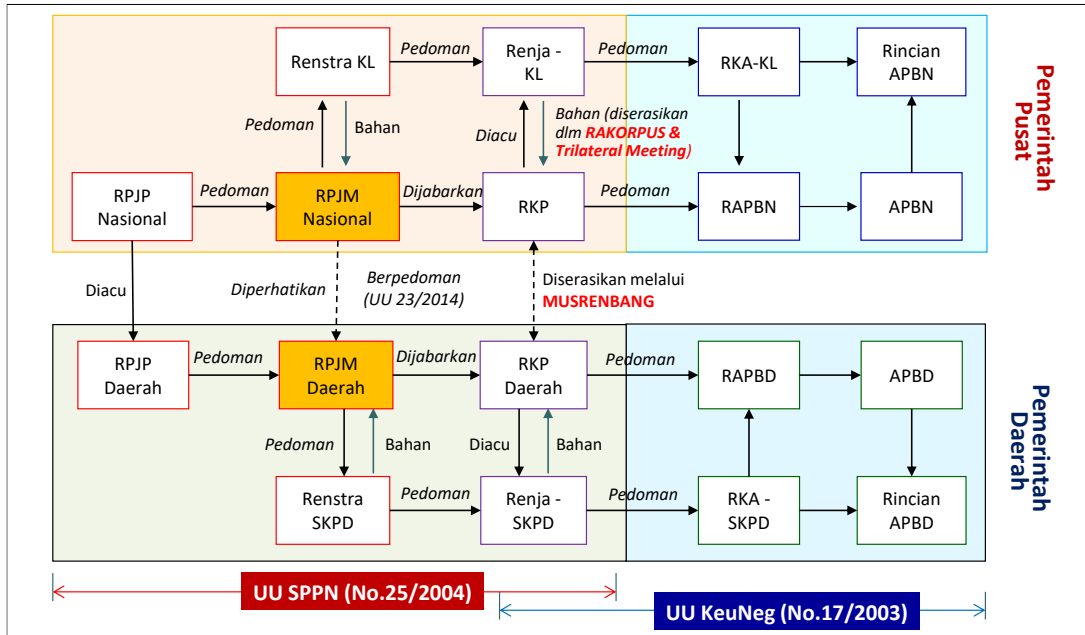 Renstra KL
Pedoman
Renja -
KL
Pedoman
RKA-KL
Rincian
APBN
Pedoman
Bahan
Diacu
Bahan (diserasikan
dlm RAKORPUS &
Trilateral Meeting)
RPJP
Nasional
Pedoman
RPJM
Nasional
Dijabarkan
RKP
Pedoman
RAPBN
APBN
Pemerintah
Pusat
Diacu
Diperhatikan
Berpedoman
(UU 23/2014)
Diserasikan melalui
MUSRENBANG
RPJP
Daerah
Pedoman
RPJM
Daerah
Dijabarkan
RKP
Daerah
Pedoman
RAPBD
APBD
Pedoman
Bahan
Diacu
Bahan
Renstra
SKPD
Pedoman
Renja -
SKPD
Pedoman
RKA -
SKPD
Rincian
APBD
Pemerintah
Daerah
UU SPPN (No.25/2004)
UU KeuNeg (No.17/2003)